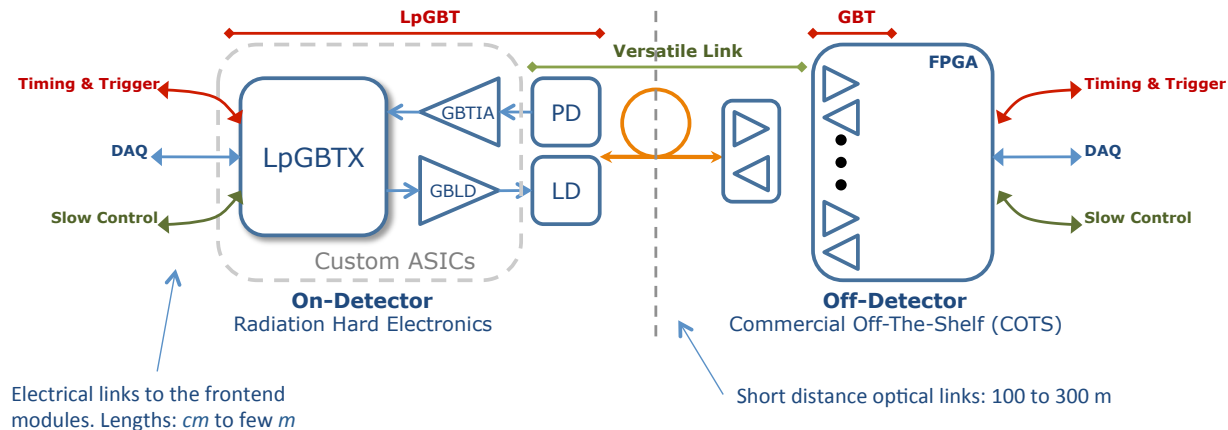 LpGBT
GBT
Versatile Link
FPGA
Timing & Trigger
DAQ
Slow Control
LpGBTX
GBTIA
GBLD
PD
LD
Custom ASICs
Timing & Trigger
DAQ
Slow Control
On-Detector
Radiation Hard Electronics
Off-Detector
Commercial Off-The-Shelf (COTS)
Electrical links to the frontend
modules. Lengths: cm to few m
Short distance optical links: 100 to 300 m